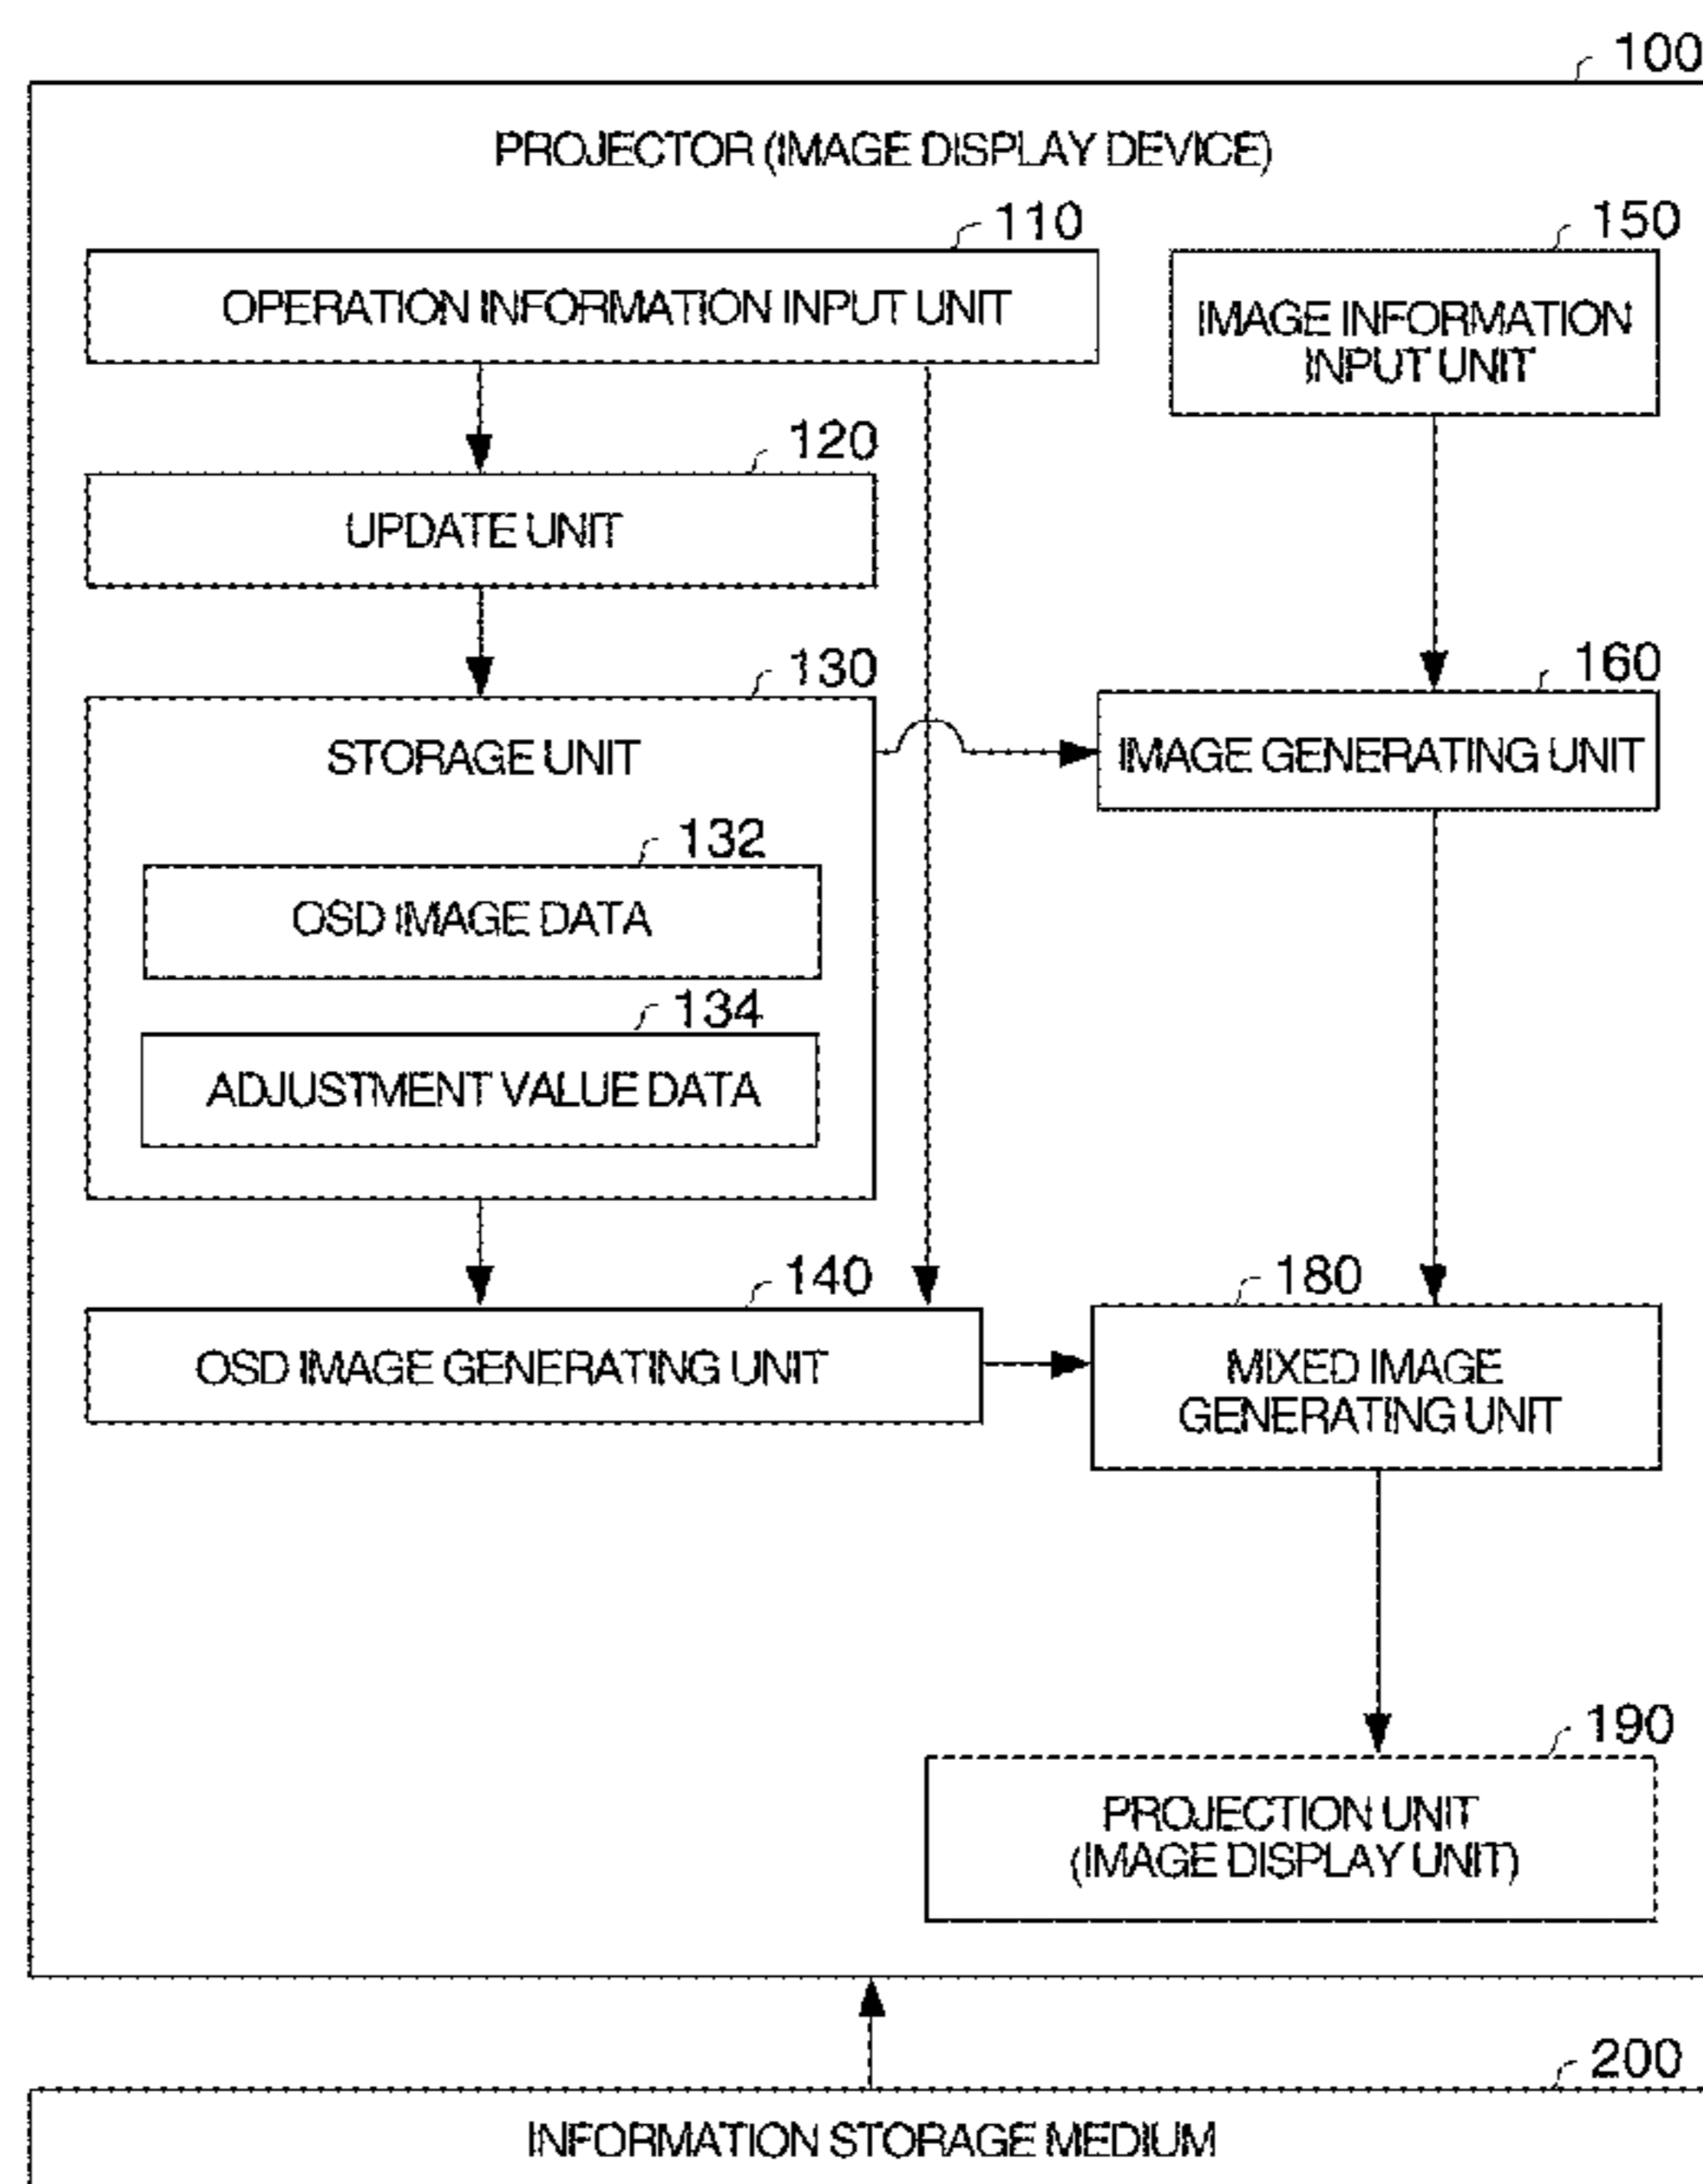 100
PROJECTOR (IMAGE DISPLAY DEVICE)
110
OPERATION INFORMATION INPUT UNIT
150
IMAGE INFORMATION
INPUT UNIT
120
UPDATE UNIT
130
STORAGE UNIT
160
IMAGE GENERATING UNIT
132
OSD IMAGE DATA
134
ADJUSTMENT VALUE DATA
140
OSD IMAGE GENERATING UNIT
180
MIXED IMAGE
GENERATING UNIT
190
PROJECTION UNIT
(IMAGE DISPLAY UNIT)
200
INFORMATION STORAGE MEDIUM